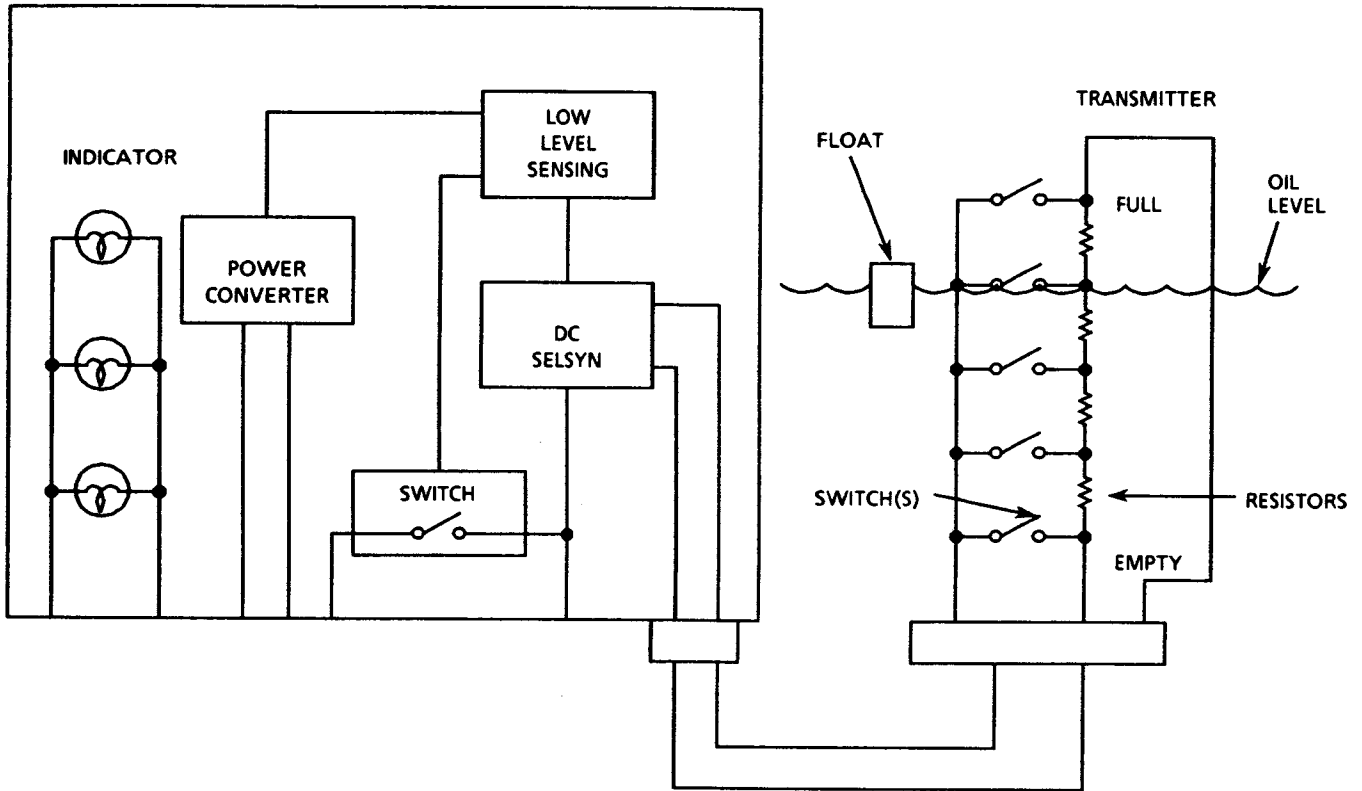 INDICATOR
POWER
CONVERTER
LOW
LEVEL
SENSING
DC
SELSYN
SWITCH
TRANSMITTER
FLOAT
FULL
OIL
LEVEL
SWITCH(S)
RESISTORS
EMPTY